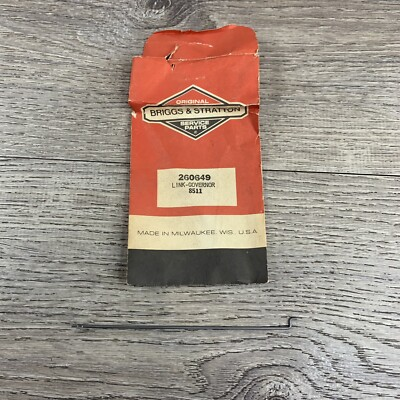 ORIGINAL
BRIGGS & STRATTON
SERVICE
PARTS
260649
LINK-GOVERNOR
8511
MADE IN MILWAUKEE, WIS., U.S.A.